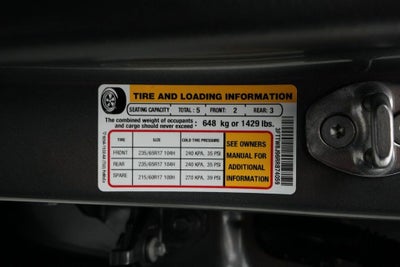 TIRE AND LOADING INFORMATION
SEATING CAPACITY TOTAL : 5 FRONT: 2 REAR: 3
The combined weight of occupants : 648 kg or 1429 lbs.
and cargo should never exceed
TIRE SIZE COLD TIRE PRESSURE
FRONT 235/65R17 104H 240 KPA, 35 PSI
REAR 235/65R17 104H 240 KPA, 35 PSI
SPARE 215/60R17 100H 270 KPA, 39 PSI
SEE OWNERS
MANUAL FOR
ADDITIONAL
INFORMATION